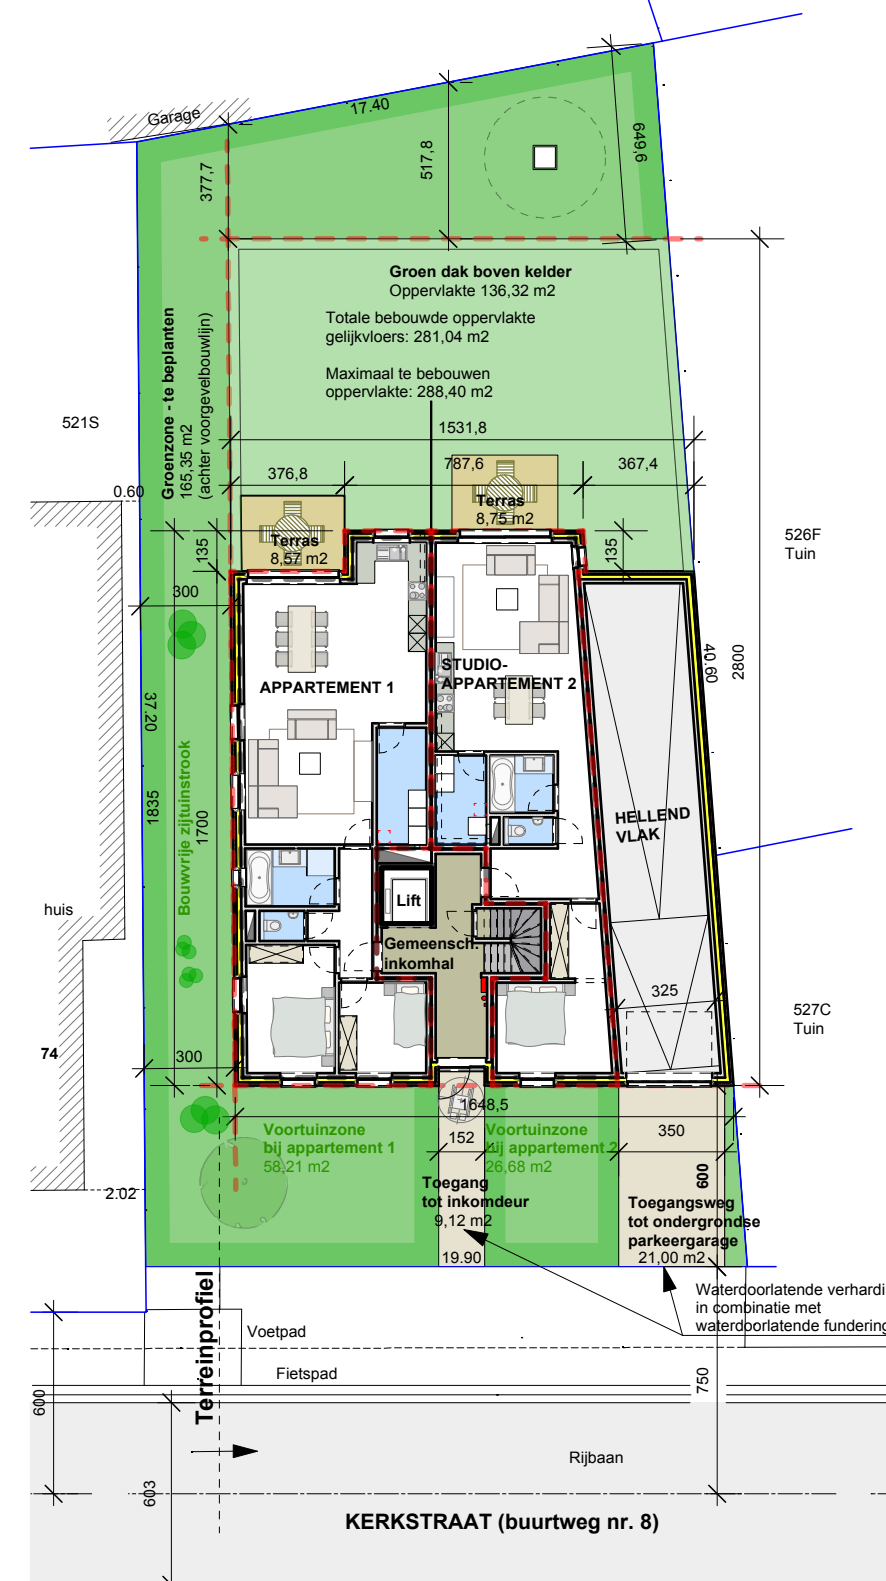 Garage
17.40
377,7
517,8
649,6
Groen dak boven kelder
Oppervlakte 136,32 m2
Totale bebouwde oppervlakte
gelijkvloers: 281,04 m2
Maximaal te bebouwen
oppervlakte: 288,40 m2
Groenzone - te beplanten
165,35 m2
(achter voorgevelbouwlijn)
521S
1531,8
376,8
787,6
367,4
0.60
Terras
8,75 m2
Terras
8,57 m2
135
135
526F
Tuin
300
40.60
2800
STUDIO-
APPARTEMENT 2
APPARTEMENT 1
37.20
1835
1700
Bouwvrije zijtuinstrook
HELLEND
VLAK
huis
Lift
Gemeensch.
inkomhal
325
527C
Tuin
74
300
1648,5
Voortuinzone
bij appartement 1
58,21 m2
152
Voortuinzone
bij appartement 2
26,68 m2
350
600
2.02
Toegang
tot inkomdeur
9,12 m2
Toegangsweg
tot ondergrondse
parkeergarage
21,00 m2
19.90
Waterdoorlatende verhardi
in combinatie met
waterdoorlatende fundering
Terreinprofiel
Voetpad
Fietspad
600
750
603
Rijbaan
KERKSTRAAT (buurtweg nr. 8)